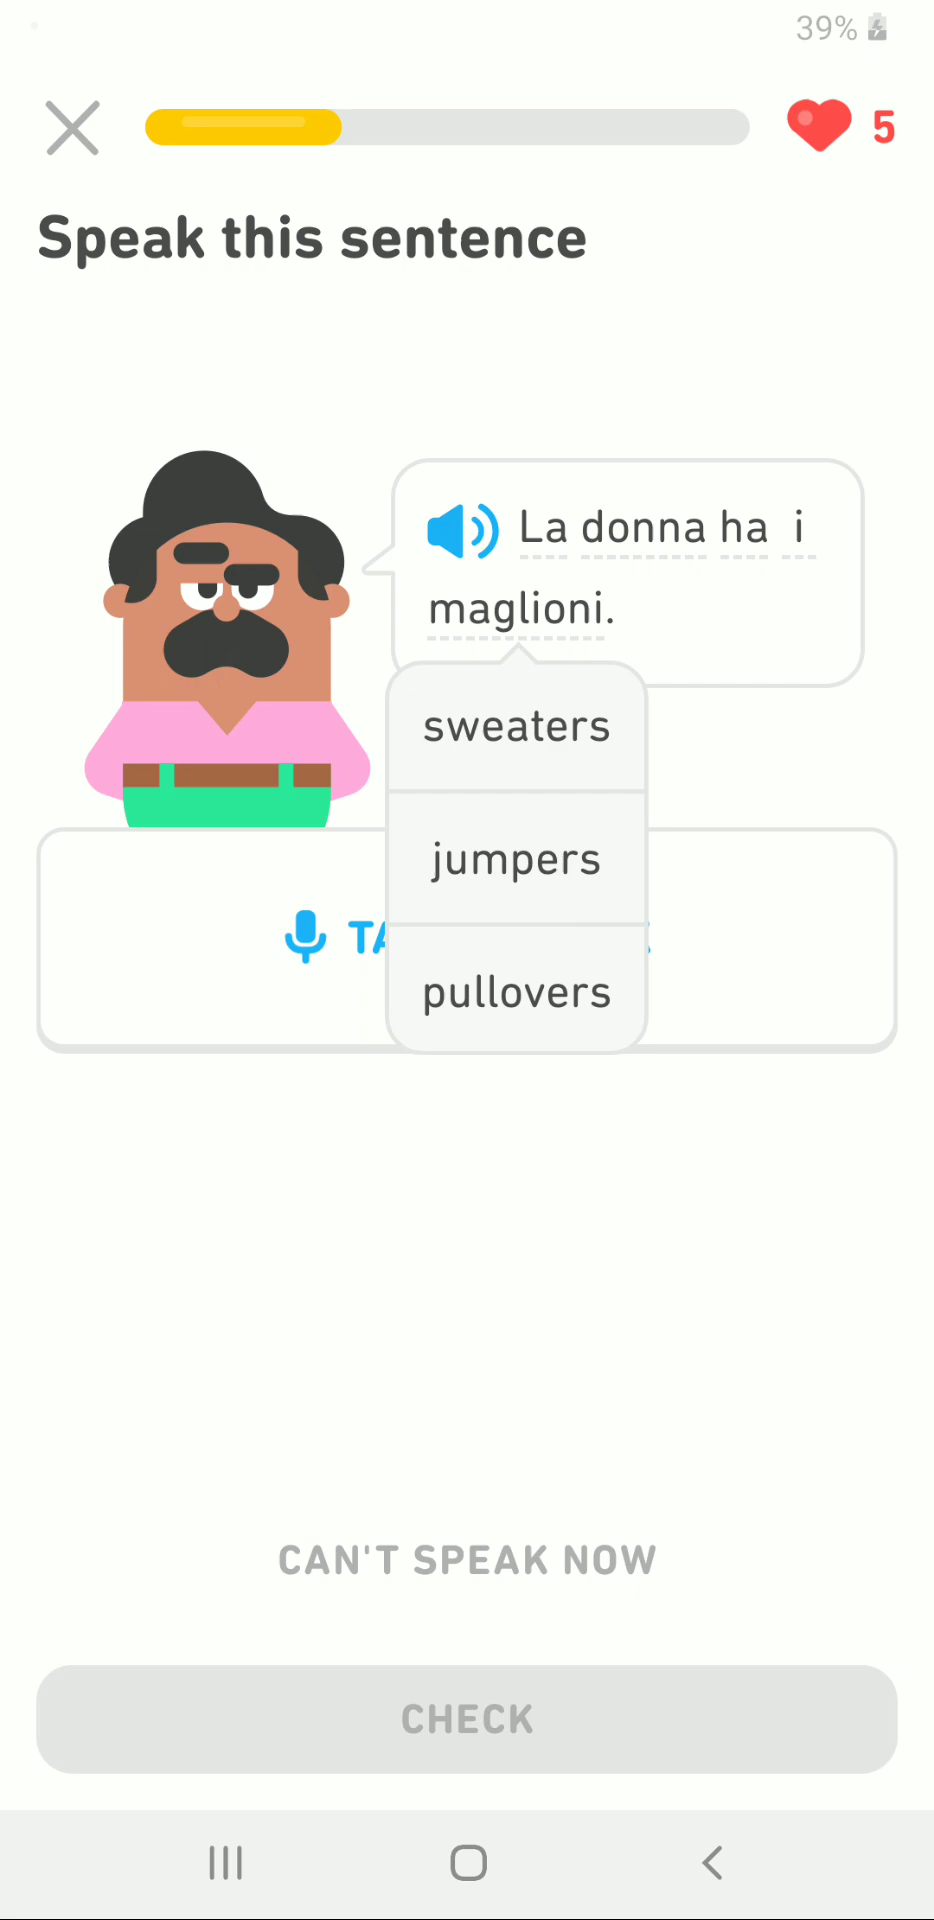 39%
5
Speak this sentence
La donna ha i
maglioni.
sweaters
jumpers
pullovers
CAN'T SPEAK NOW
CHECK